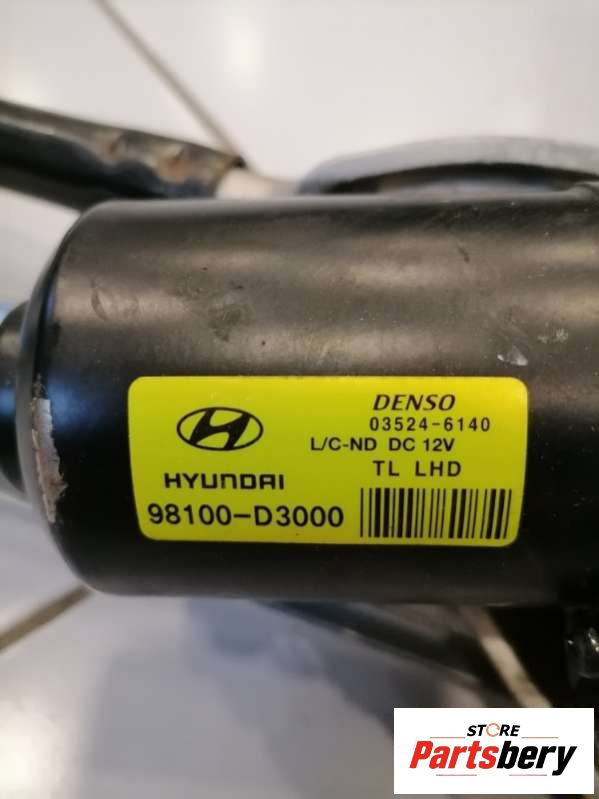 DENSO
03524-6140
L/C-ND DC 12V
TL LHD
HYUNDAI
98100-D3000
STORE
Partsbery